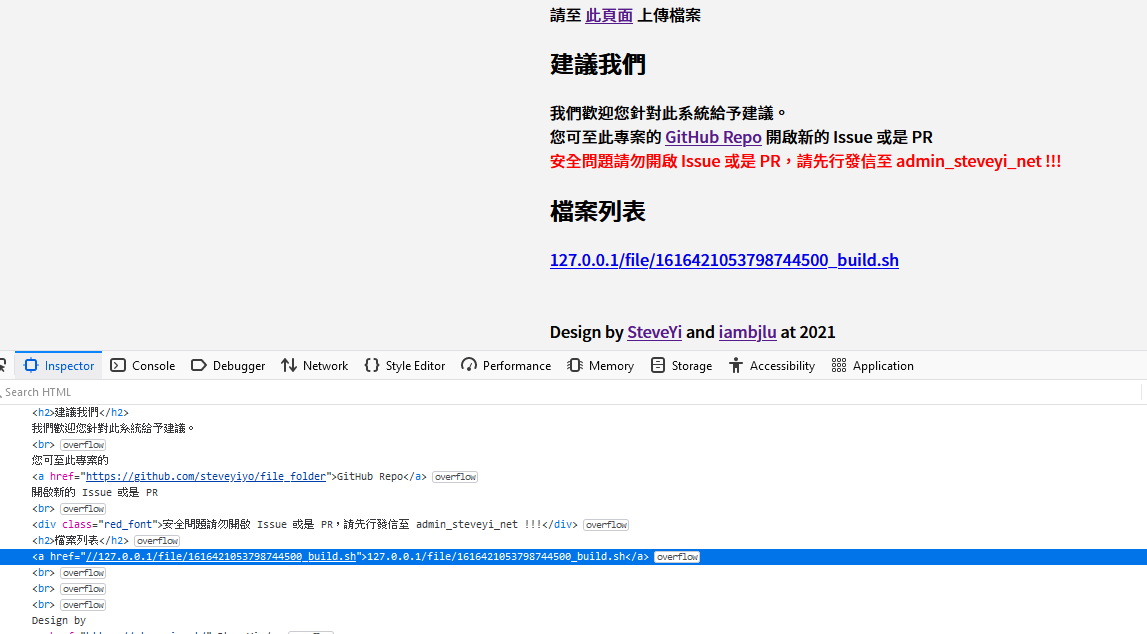 請至 此頁面 上傳檔案
建議我們
我們歡迎您針對此系統給予建議。
您可至此專案的 GitHub Repo 開啟新的 Issue 或是 PR
安全問題請勿開啟 Issue 或是 PR，請先行發信至 admin_steveyi_net !!!
檔案列表
127.0.0.1/file/1616421053798744500_build.sh
Design by SteveYi and iambjlu at 2021
Inspector Console Debugger Network Style Editor Performance Memory Storage Accessibility Application
Search HTML
<h2>建議我們</h2>
我們歡迎您針對此系統給予建議。
<br> overflow
您可至此專案的
<a href="https://github.com/steveyiyo/file_folder">GitHub Repo</a> overflow
開啟新的 Issue 或是 PR
<br> overflow
<div class="red_font">安全問題請勿開啟 Issue 或是 PR，請先行發信至 admin_steveyi_net !!!</div> overflow
<h2>檔案列表</h2> overflow
<a href="//127.0.0.1/file/1616421053798744500_build.sh">127.0.0.1/file/1616421053798744500_build.sh</a> overflow
<br> overflow
<br> overflow
<br> overflow
Design by